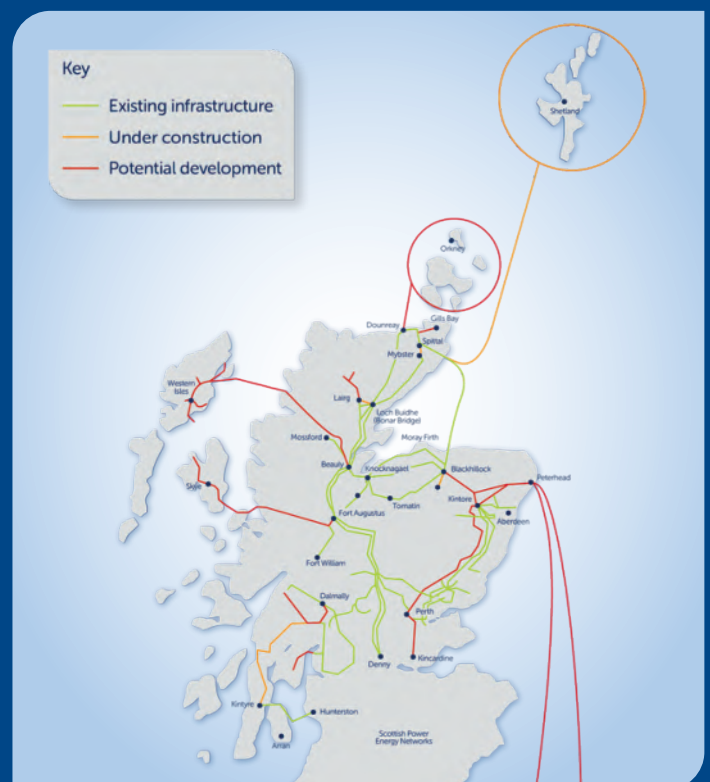 Key
Existing infrastructure
Under construction
Potential development
Shetland
Orkney
Gills Bay
Dounreay
Spittal
Mybster
Western
Isles
Lairg
Loch Buidhe
(Bonar Bridge)
Mossford
Moray Firth
Beauly
Knocknagael
Blackhillock
Peterhead
Skye
Kintore
Tomatin
Fort Augustus
Aberdeen
Fort William
Dalmally
Perth
Denny
Kincardine
Kintyre
Hunterston
Arran
Scottish Power
Energy Networks